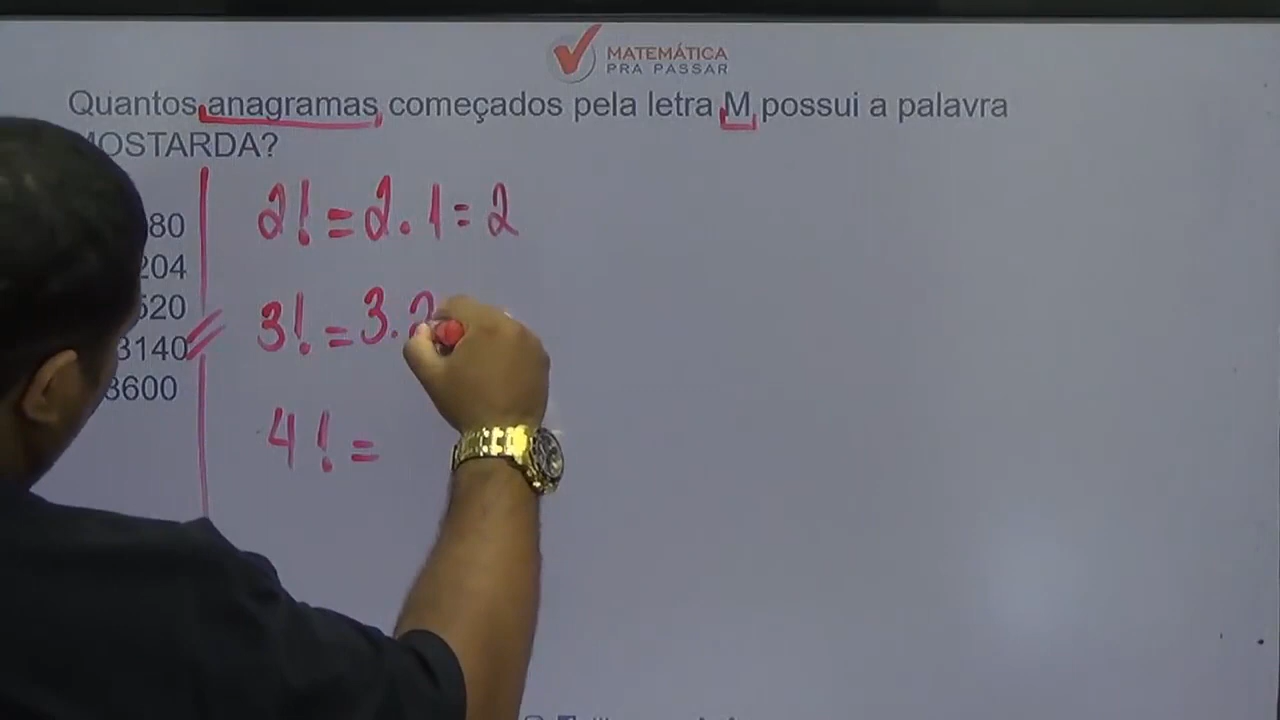 MATEMÁTICA
PRA PASSAR
Quantos anagramas começados pela letra M possui a palavra
MOSTARDA?
80
204
520
3140
3600
2! = 2.1 = 2
3! = 3.2
4! =